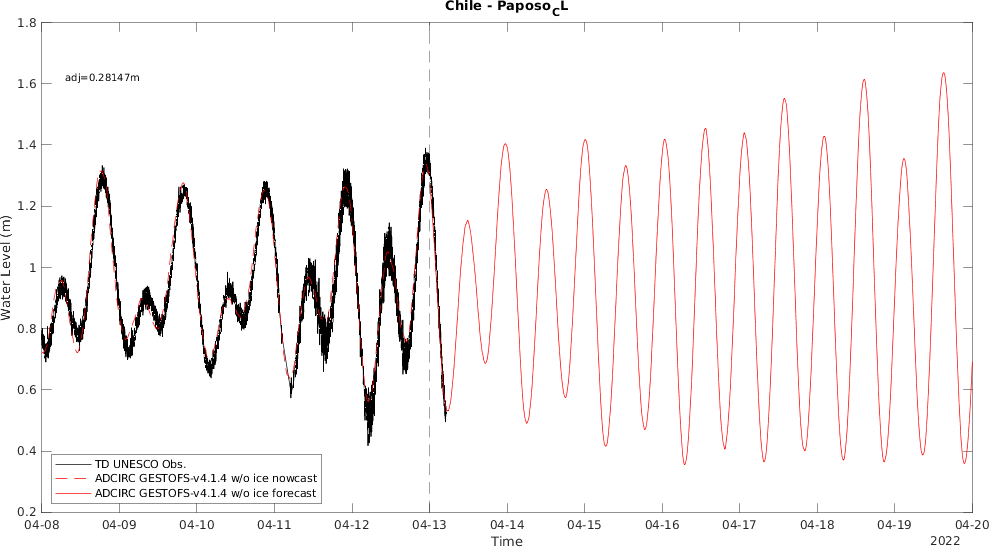 Chile - Paposo_CL
adj=0.28147m
Water Level (m)
1.8
1.6
1.4
1.2
1
0.8
0.6
0.4
0.2
TD UNESCO Obs.
ADCIRC GESTOFS-v4.1.4 w/o ice nowcast
ADCIRC GESTOFS-v4.1.4 w/o ice forecast
04-08 04-09 04-10 04-11 04-12 04-13 04-14 04-15 04-16 04-17 04-18 04-19 04-20
Time
2022